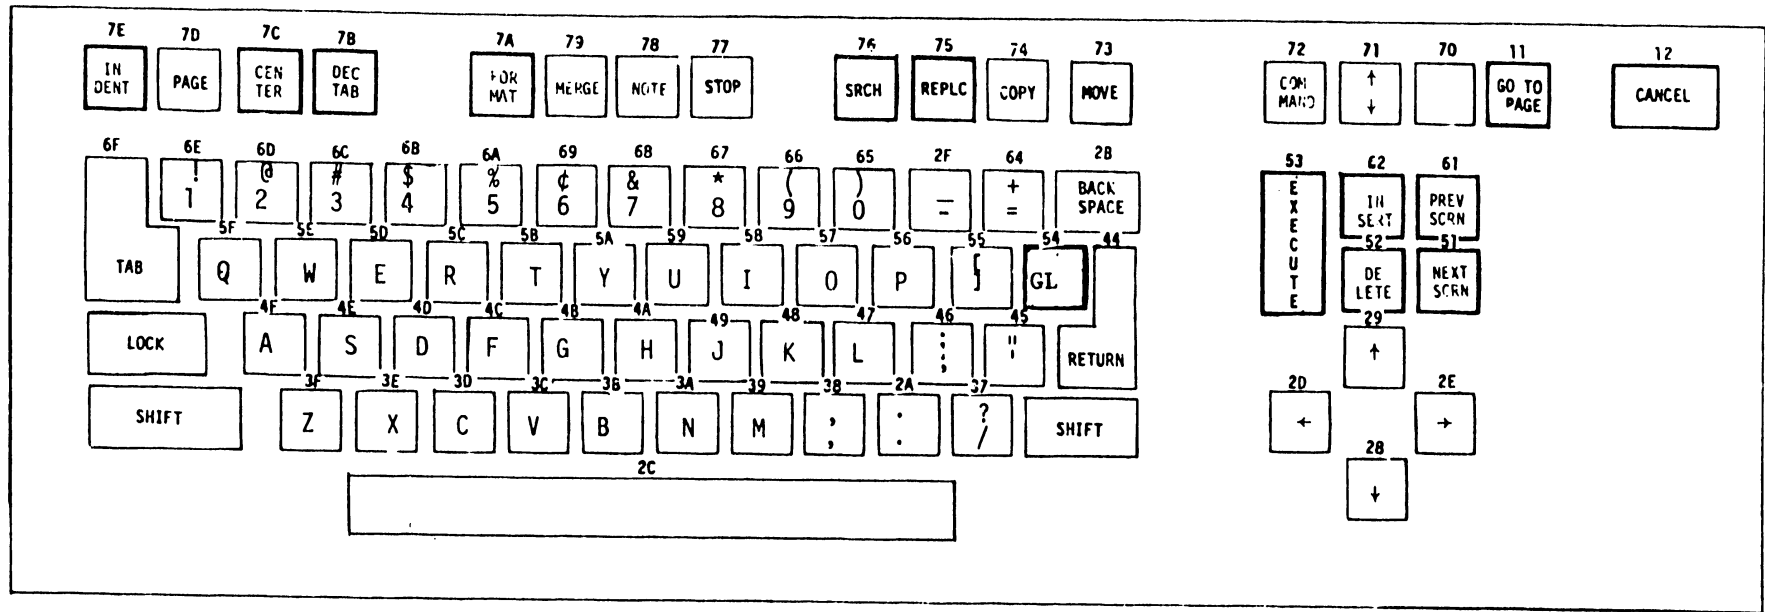 7E 7D 7C 7B 7A 79 78 77 76 75 74 73 72 71 70 11 12
IN DENT PAGE CEN TER DEC TAB FOR MAT MERGE NOTE STOP SRCH REPLC COPY MOVE COM MAND ↑ ↓ GO TO PAGE CANCEL
6F 6E 6D 6C 6B 6A 69 68 67 66 65 2F 64 2B 53 62 61
! @ # $ % ¢ & * ( ) _ + BACK SPACE EXECUTE IN SERT PREV SCRN
1 2 3 4 5 6 7 8 9 0 - =
5F 5E 5D 5C 5B 5A 59 58 57 56 55 54 44 52 51
TAB Q W E R T Y U I O P [ ] GL DE LETE NEXT SCRN
4F 4E 4D 4C 4B 4A 49 48 47 46 45 29
LOCK A S D F G H J K L : ; " ' RETURN ↑
3F 3E 3D 3C 3B 3A 39 38 2A 37 2D 2E
SHIFT Z X C V B N M , , . . ? / SHIFT ← →
2C 28
↓